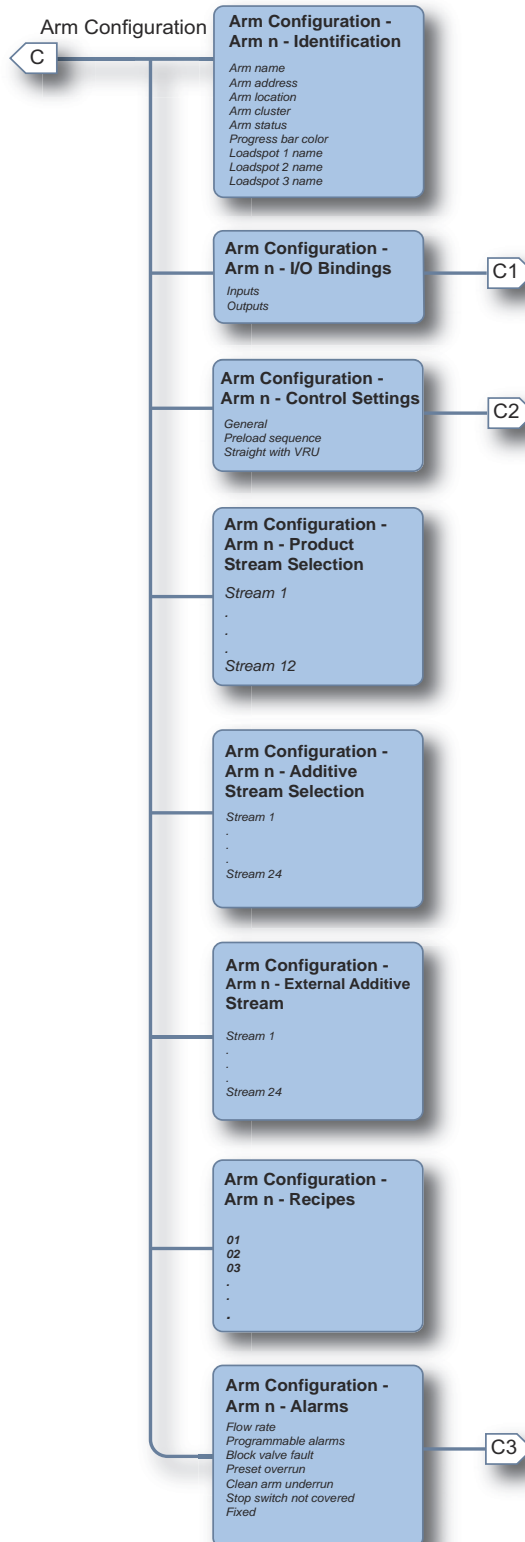 Arm Configuration
C
Arm Configuration -
Arm n - Identification
Arm name
Arm address
Arm location
Arm cluster
Arm status
Progress bar color
Loadspot 1 name
Loadspot 2 name
Loadspot 3 name
Arm Configuration -
Arm n - I/O Bindings
Inputs
Outputs
C1
Arm Configuration -
Arm n - Control Settings
General
Preload sequence
Straight with VRU
C2
Arm Configuration -
Arm n - Product
Stream Selection
Stream 1
.
.
.
Stream 12
Arm Configuration -
Arm n - Additive
Stream Selection
Stream 1
.
.
.
Stream 24
Arm Configuration -
Arm n - External Additive
Stream
Stream 1
.
.
.
Stream 24
Arm Configuration -
Arm n - Recipes
01
02
03
.
.
.
Arm Configuration -
Arm n - Alarms
Flow rate
Programmable alarms
Block valve fault
Preset overrun
Clean arm underrun
Stop switch not covered
Fixed
C3